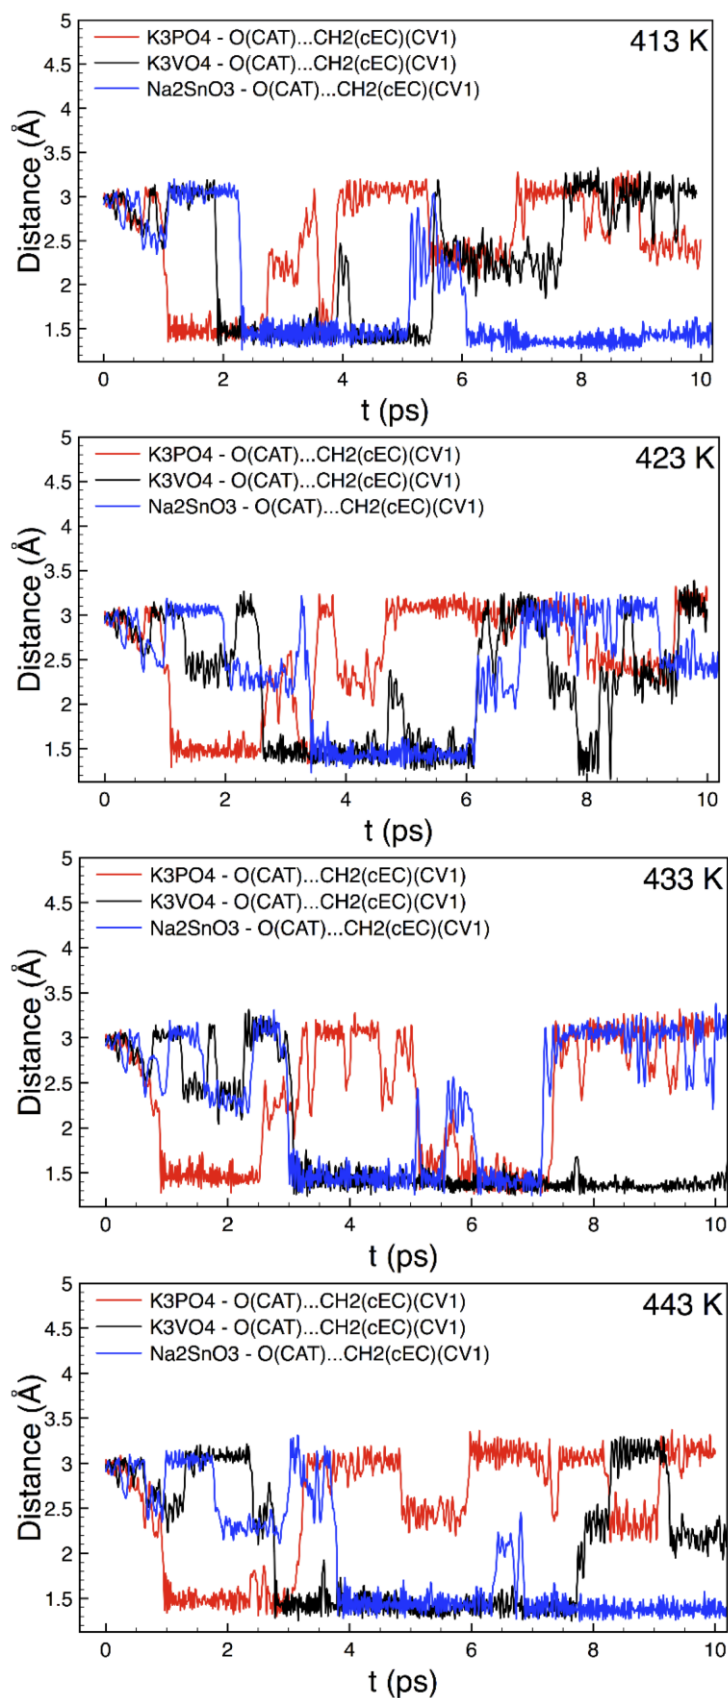 5
4.5
4
3.5
3
2.5
2
1.5
Distance (Å)
K3PO4 - O(CAT)...CH2(cEC)(CV1)
K3VO4 - O(CAT)...CH2(cEC)(CV1)
Na2SnO3 - O(CAT)...CH2(cEC)(CV1)
413 K
0 2 4 6 8 10
t (ps)
5
4.5
4
3.5
3
2.5
2
1.5
Distance (Å)
K3PO4 - O(CAT)...CH2(cEC)(CV1)
K3VO4 - O(CAT)...CH2(cEC)(CV1)
Na2SnO3 - O(CAT)...CH2(cEC)(CV1)
423 K
0 2 4 6 8 10
t (ps)
5
4.5
4
3.5
3
2.5
2
1.5
Distance (Å)
K3PO4 - O(CAT)...CH2(cEC)(CV1)
K3VO4 - O(CAT)...CH2(cEC)(CV1)
Na2SnO3 - O(CAT)...CH2(cEC)(CV1)
433 K
0 2 4 6 8 10
t (ps)
5
4.5
4
3.5
3
2.5
2
1.5
Distance (Å)
K3PO4 - O(CAT)...CH2(cEC)(CV1)
K3VO4 - O(CAT)...CH2(cEC)(CV1)
Na2SnO3 - O(CAT)...CH2(cEC)(CV1)
443 K
0 2 4 6 8 10
t (ps)